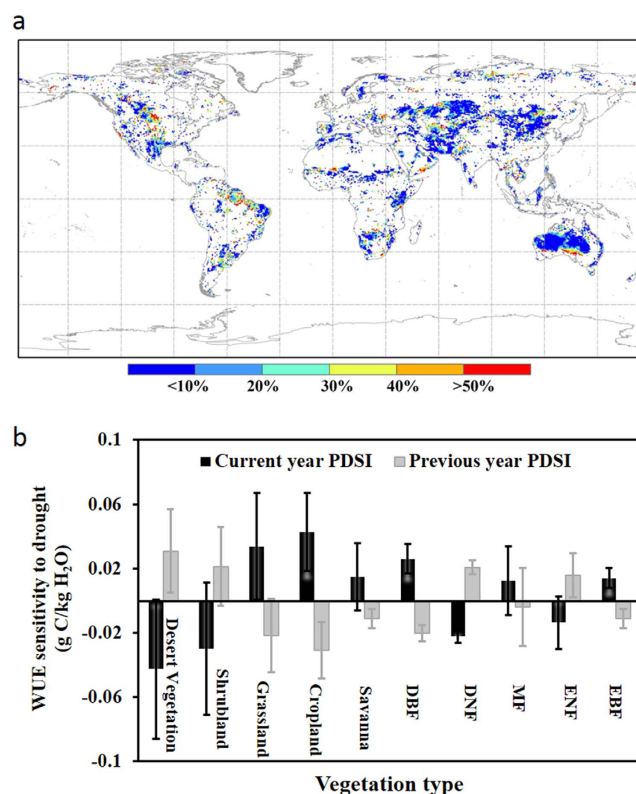 a
<10% 20% 30% 40% >50%
b
0.1
Current year PDSI Previous year PDSI
0.06
0.02
-0.02
-0.06
-0.1
WUE sensitivity to drought
(g C/kg H₂O)
Desert Vegetation
Shrubland
Grassland
Cropland
Savanna
DBF
DNF
MF
ENF
EBF
Vegetation type